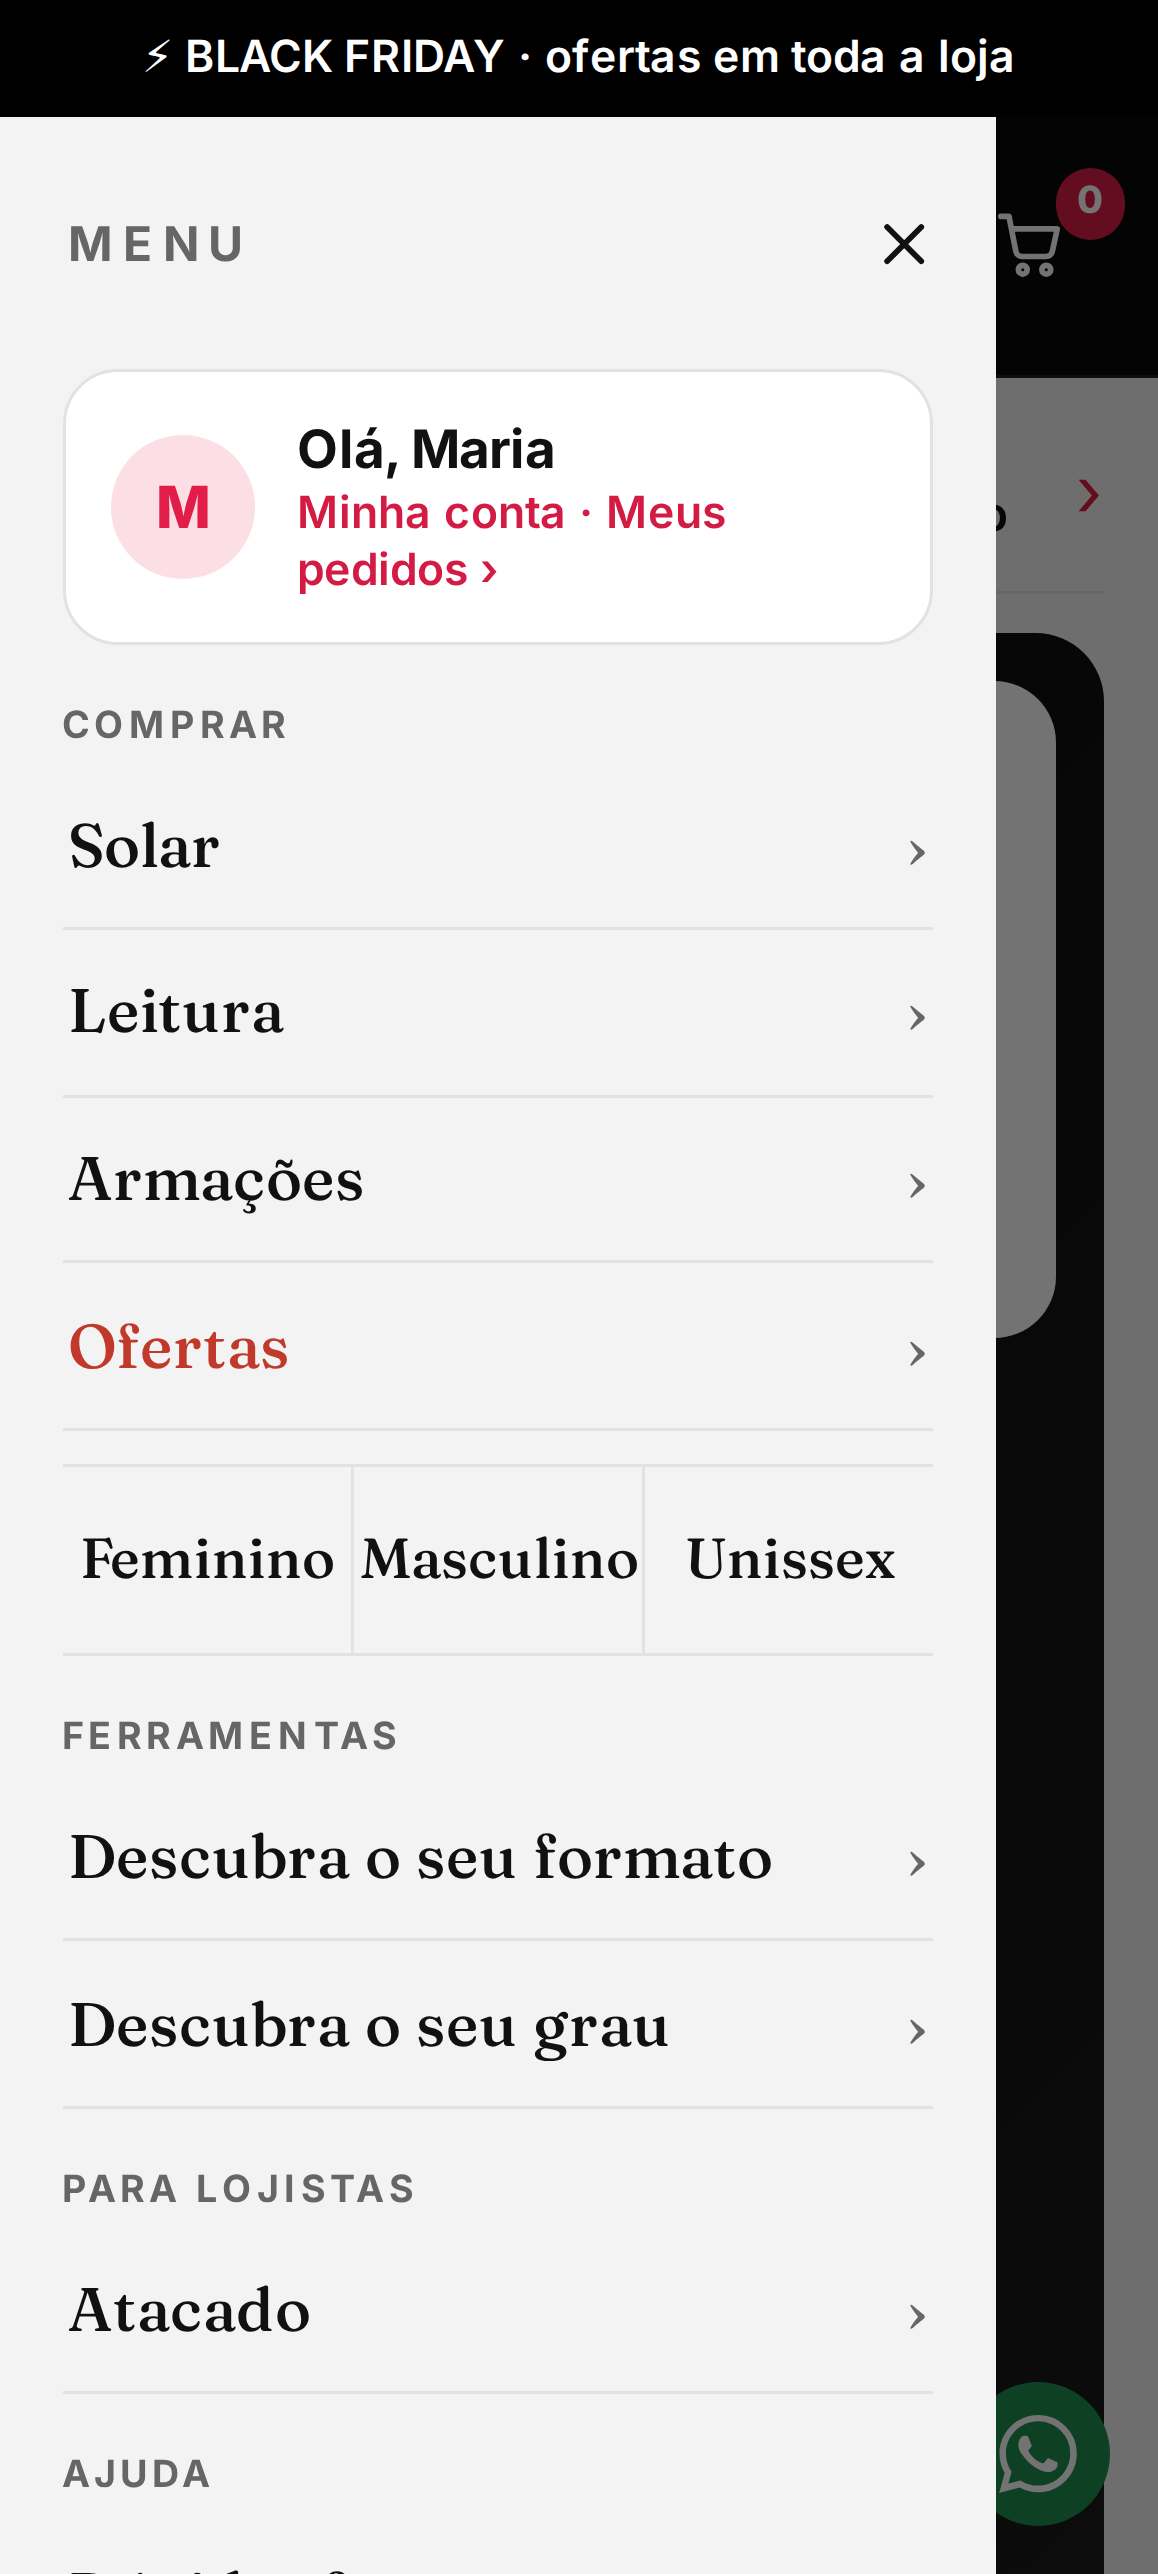 ⚡ BLACK FRIDAY · ofertas em toda a loja
MENU
0
M
Olá, Maria
Minha conta · Meus
pedidos ›
COMPRAR
Solar ›
Leitura ›
Armações ›
Ofertas ›
Feminino Masculino Unissex
FERRAMENTAS
Descubra o seu formato ›
Descubra o seu grau ›
PARA LOJISTAS
Atacado ›
AJUDA